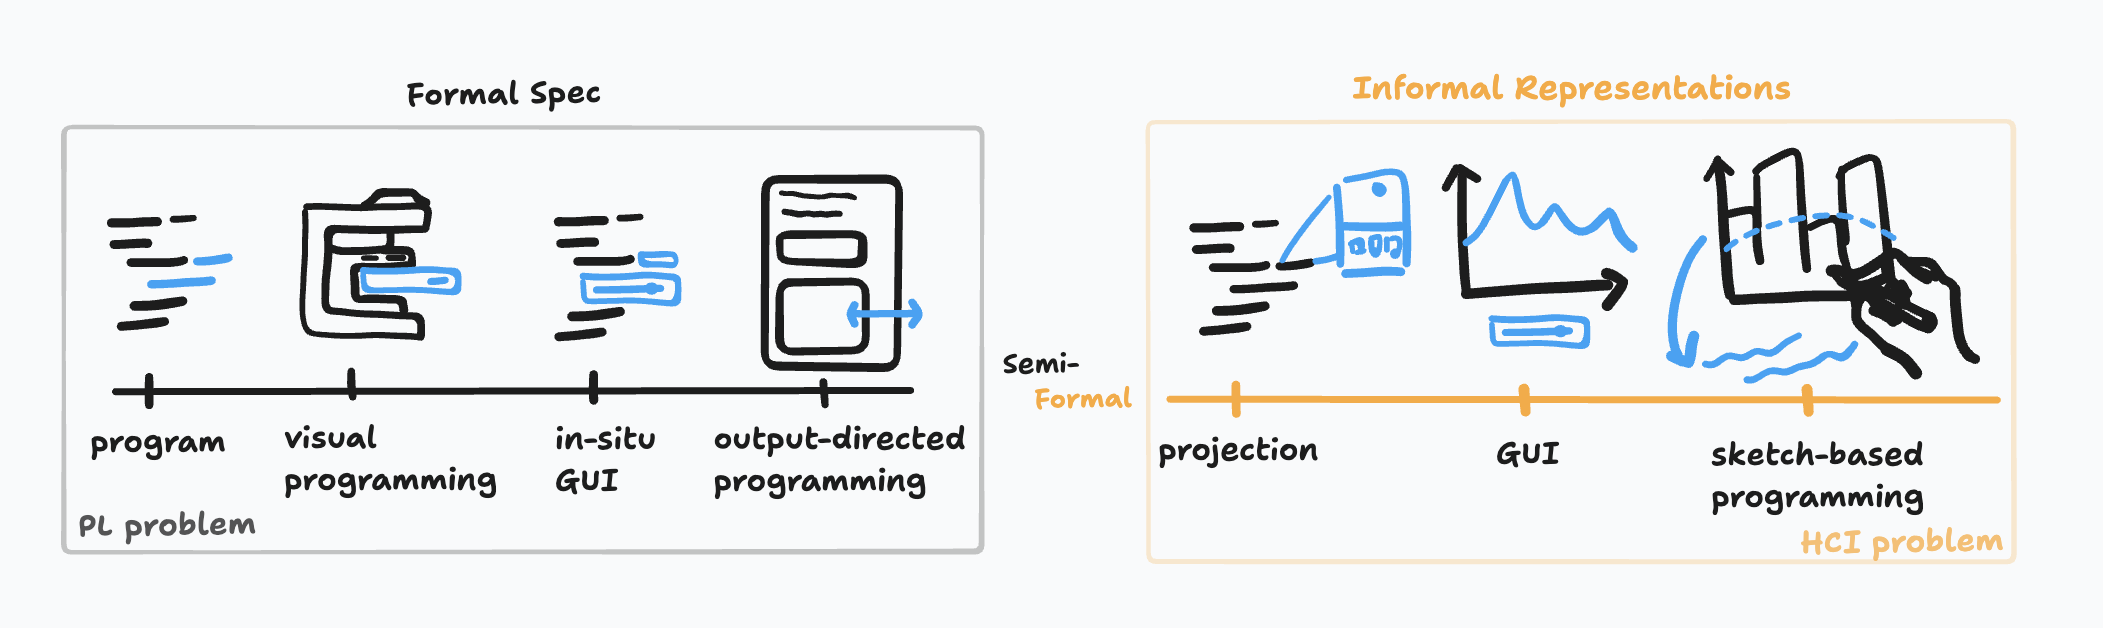 Formal Spec
program
visual
programming
in-situ
GUI
output-directed
programming
PL problem
Semi-
Formal
Informal Representations
projection
GUI
sketch-based
programming
HCI problem